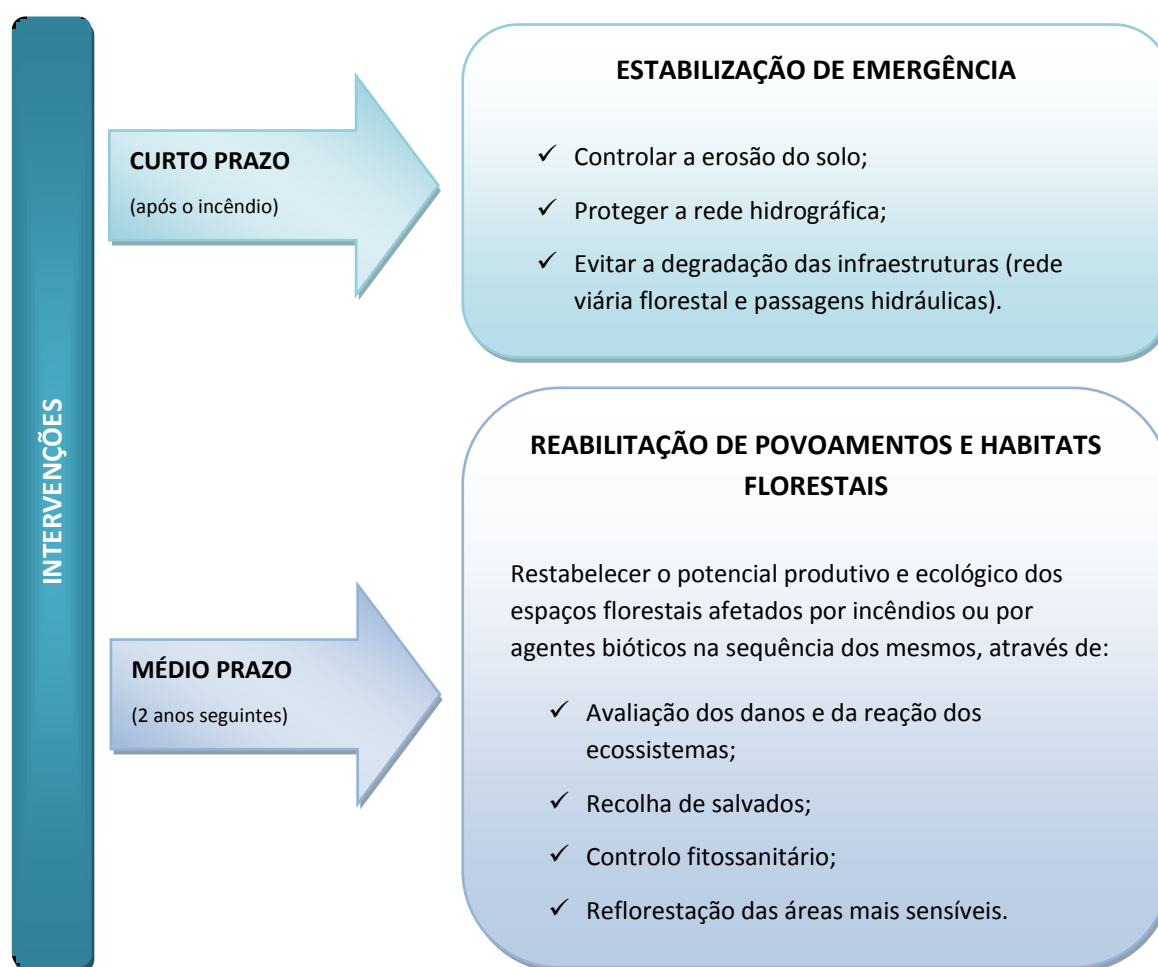 INTERVENÇÕES
CURTO PRAZO
(após o incêndio)
ESTABILIZAÇÃO DE EMERGÊNCIA
✓ Controlar a erosão do solo;
✓ Proteger a rede hidrográfica;
✓ Evitar a degradação das infraestruturas (rede
viária florestal e passagens hidráulicas).
MÉDIO PRAZO
(2 anos seguintes)
REABILITAÇÃO DE POVOAMENTOS E HABITATS
FLORESTAIS
Restabelecer o potencial produtivo e ecológico dos
espaços florestais afetados por incêndios ou por
agentes bióticos na sequência dos mesmos, através de:
✓ Avaliação dos danos e da reação dos
ecossistemas;
✓ Recolha de salvados;
✓ Controlo fitossanitário;
✓ Reflorestação das áreas mais sensíveis.